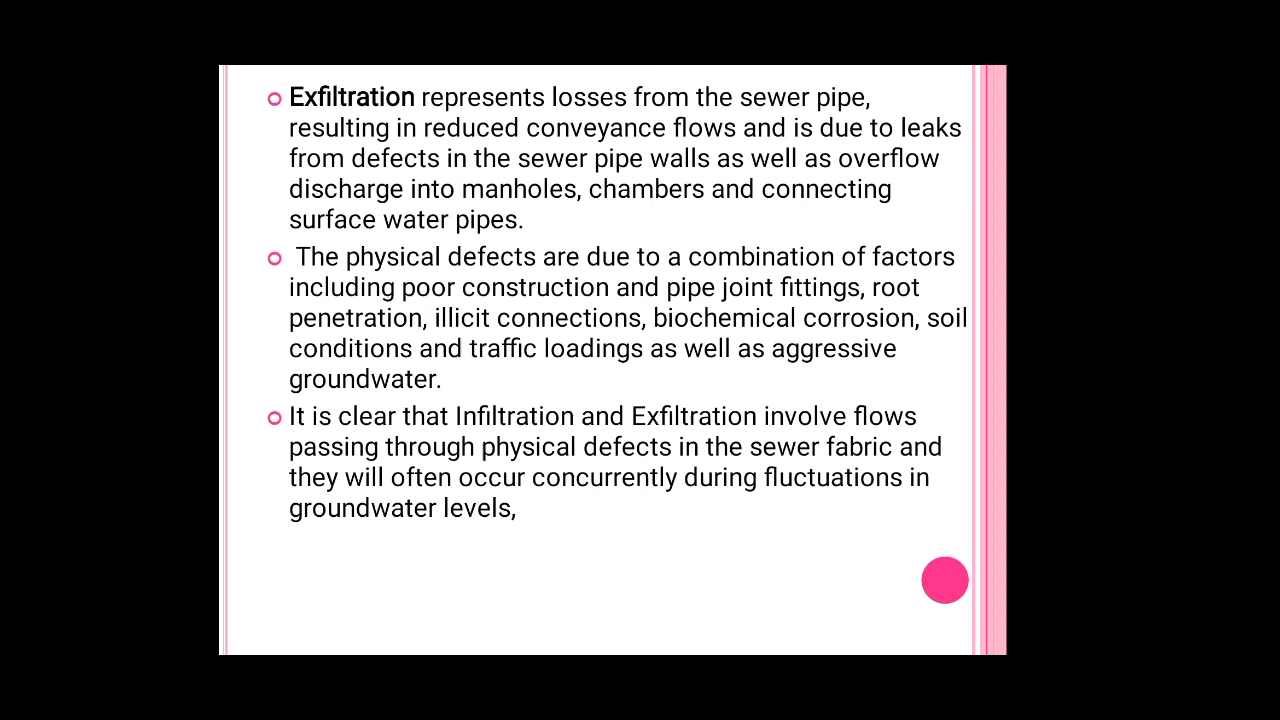 Exfiltration represents losses from the sewer pipe,
resulting in reduced conveyance flows and is due to leaks
from defects in the sewer pipe walls as well as overflow
discharge into manholes, chambers and connecting
surface water pipes.
The physical defects are due to a combination of factors
including poor construction and pipe joint fittings, root
penetration, illicit connections, biochemical corrosion, soil
conditions and traffic loadings as well as aggressive
groundwater.
It is clear that Infiltration and Exfiltration involve flows
passing through physical defects in the sewer fabric and
they will often occur concurrently during fluctuations in
groundwater levels,